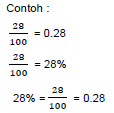 Contoh :
28/100 = 0.28
28/100 = 28%
28% = 28/100 = 0.28